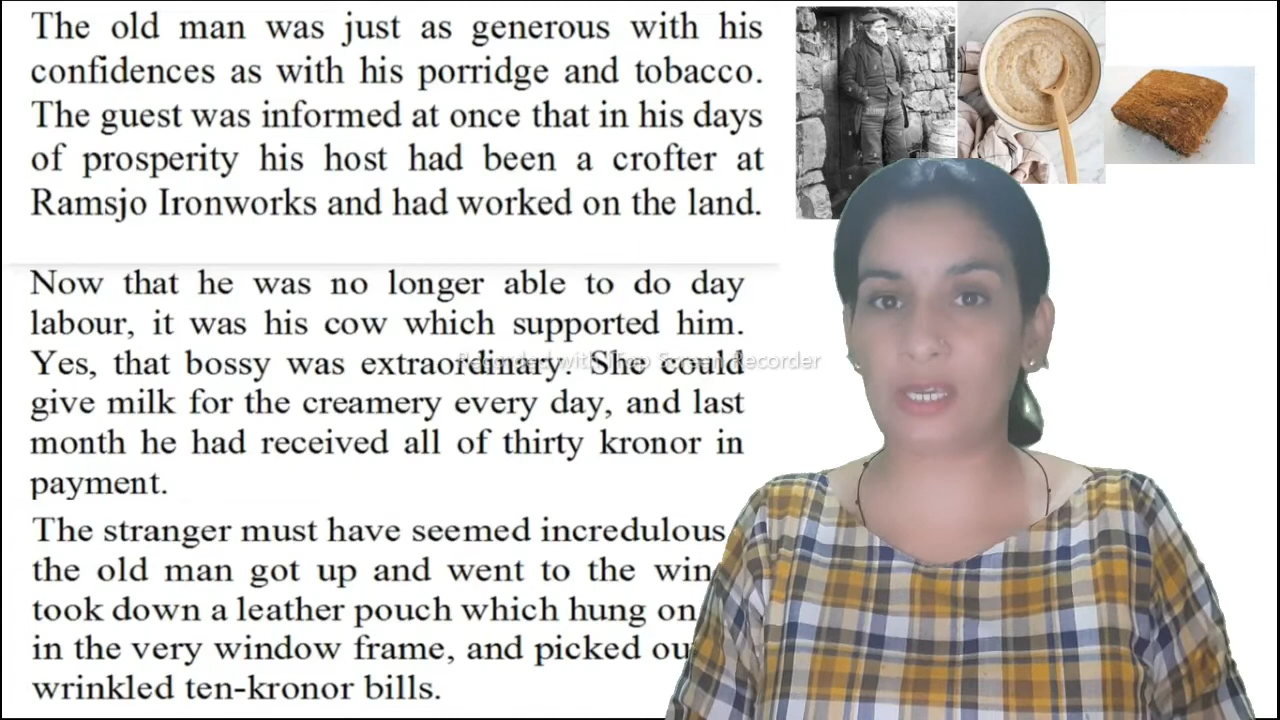 The old man was just as generous with his
confidences as with his porridge and tobacco.
The guest was informed at once that in his days
of prosperity his host had been a crofter at
Ramsjo Ironworks and had worked on the land.
Now that he was no longer able to do day
labour, it was his cow which supported him.
Yes, that bossy was extraordinary. She could
Recorded with iTop Screen Recorder
give milk for the creamery every day, and last
month he had received all of thirty kronor in
payment.
The stranger must have seemed incredulous
the old man got up and went to the win
took down a leather pouch which hung on
in the very window frame, and picked ou
wrinkled ten-kronor bills.